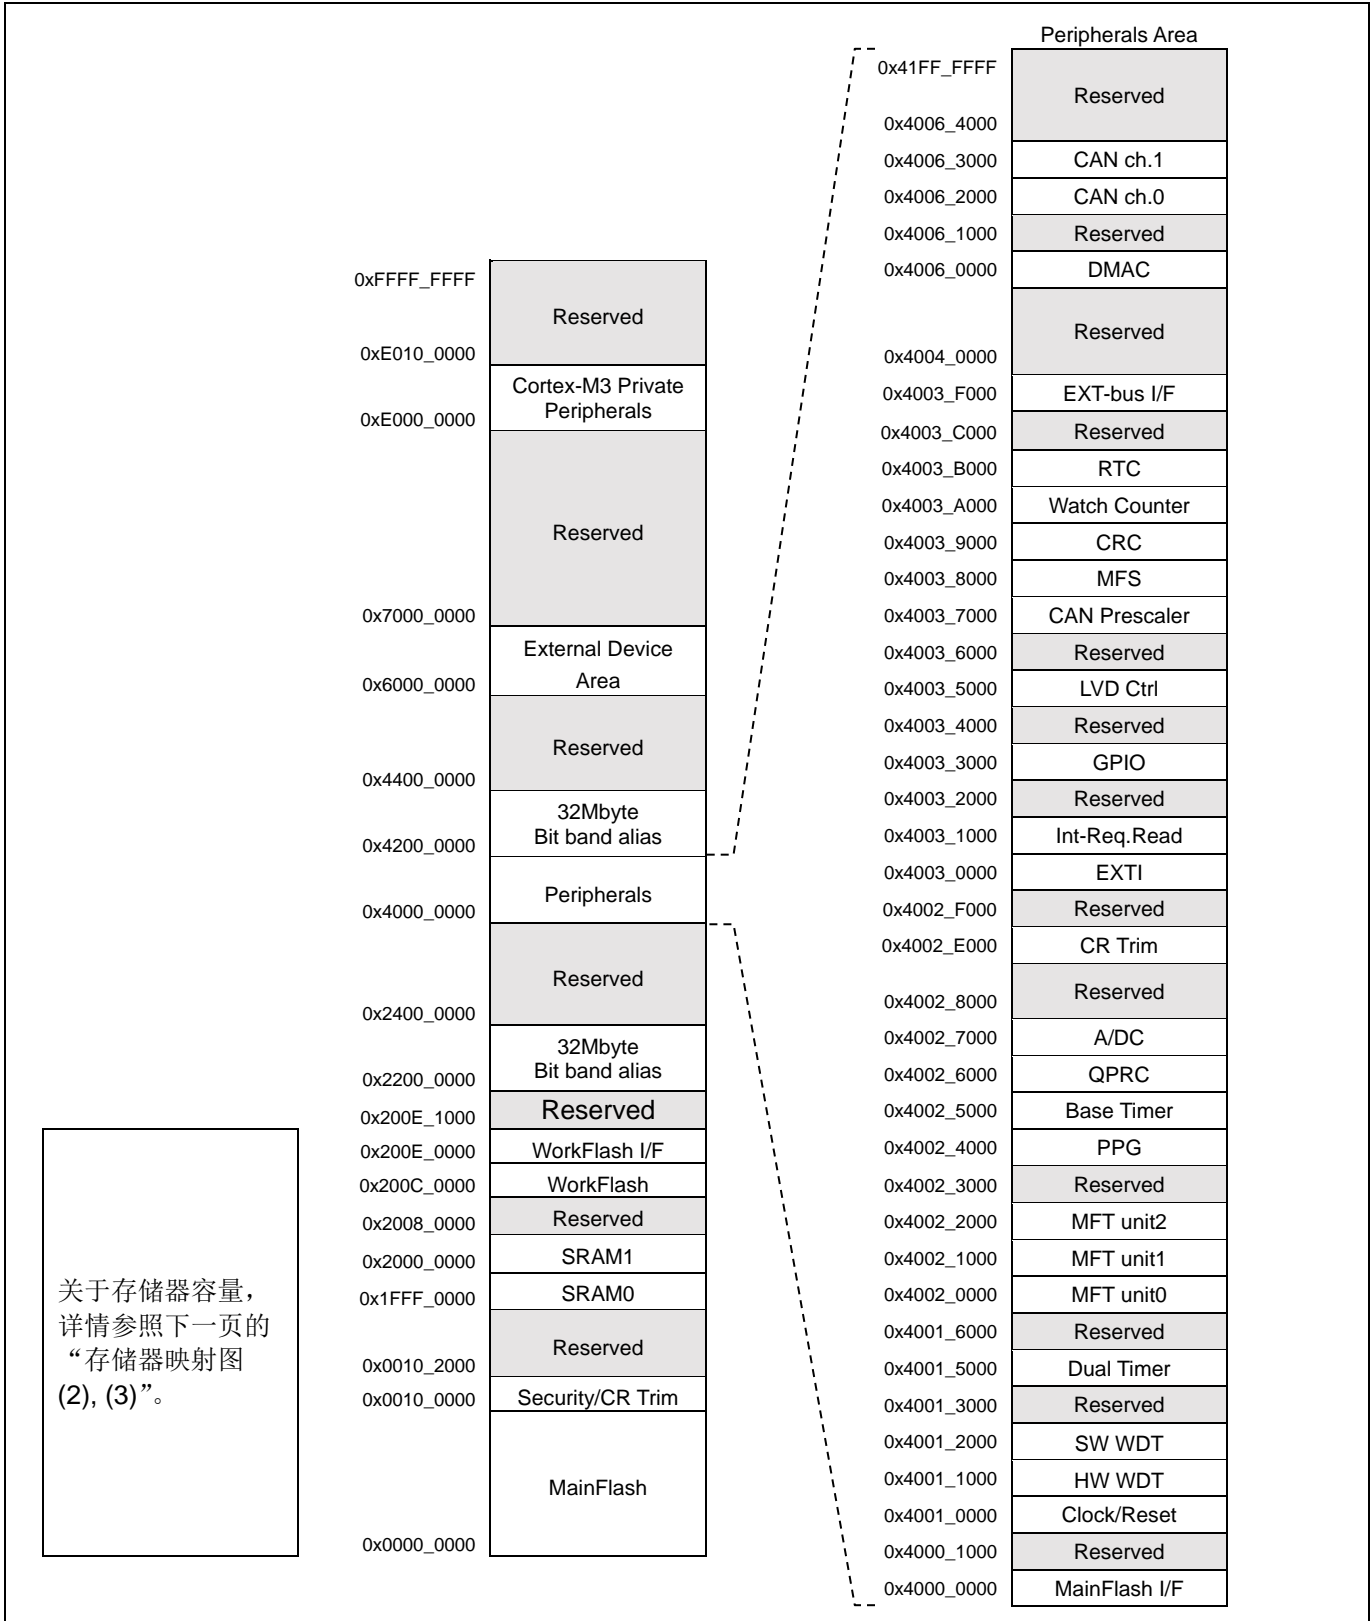 Peripherals Area
0x41FF_FFFF
Reserved
0x4006_4000
0x4006_3000 CAN ch.1
0x4006_2000 CAN ch.0
0x4006_1000 Reserved
0x4006_0000 DMAC
Reserved
0x4004_0000
0x4003_F000 EXT-bus I/F
0x4003_C000 Reserved
0x4003_B000 RTC
0x4003_A000 Watch Counter
0x4003_9000 CRC
0x4003_8000 MFS
0x4003_7000 CAN Prescaler
0x4003_6000 Reserved
0x4003_5000 LVD Ctrl
0x4003_4000 Reserved
0x4003_3000 GPIO
0x4003_2000 Reserved
0x4003_1000 Int-Req.Read
0x4003_0000 EXTI
0x4002_F000 Reserved
0x4002_E000 CR Trim
Reserved
0x4002_8000
0x4002_7000 A/DC
0x4002_6000 QPRC
0x4002_5000 Base Timer
0x4002_4000 PPG
0x4002_3000 Reserved
0x4002_2000 MFT unit2
0x4002_1000 MFT unit1
0x4002_0000 MFT unit0
0x4001_6000 Reserved
0x4001_5000 Dual Timer
0x4001_3000 Reserved
0x4001_2000 SW WDT
0x4001_1000 HW WDT
0x4001_0000 Clock/Reset
0x4000_1000 Reserved
0x4000_0000 MainFlash I/F
0xFFFF_FFFF
Reserved
0xE010_0000
Cortex-M3 Private
Peripherals
0xE000_0000
Reserved
0x7000_0000
External Device
Area
0x6000_0000
Reserved
0x4400_0000
32Mbyte
Bit band alias
0x4200_0000
Peripherals
0x4000_0000
Reserved
0x2400_0000
32Mbyte
Bit band alias
0x2200_0000
Reserved
0x200E_1000
0x200E_0000 WorkFlash I/F
0x200C_0000 WorkFlash
0x2008_0000 Reserved
0x2000_0000 SRAM1
0x1FFF_0000 SRAM0
Reserved
0x0010_2000
0x0010_0000 Security/CR Trim
MainFlash
0x0000_0000
关于存储器容量，
详情参照下一页的
“存储器映射图
(2), (3)”。